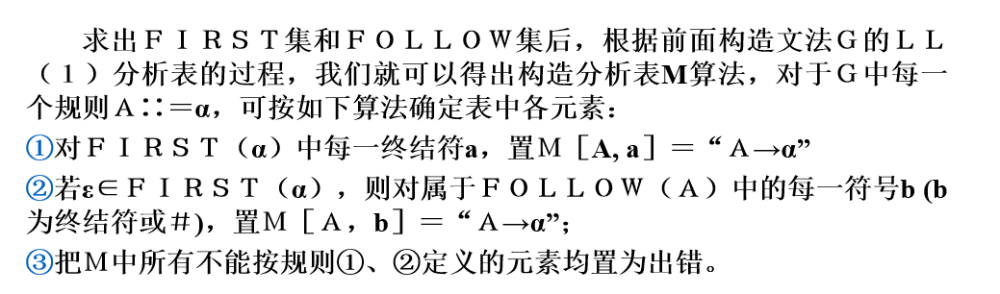 求出ＦＩＲＳＴ集和ＦＯＬＬＯＷ集后，根据前面构造文法Ｇ的ＬＬ
（１）分析表的过程，我们就可以得出构造分析表M算法，对于Ｇ中每一
个规则Ａ∷＝α，可按如下算法确定表中各元素：
①对ＦＩＲＳＴ（α）中每一终结符a，置Ｍ［A, a］＝“Ａ→α”
②若ε∈ＦＩＲＳＴ（α），则对属于ＦＯＬＬＯＷ（Ａ）中的每一符号b (b
为终结符或＃)，置Ｍ［Ａ，b］＝“Ａ→α”;
③把M中所有不能按规则①、②定义的元素均置为出错。